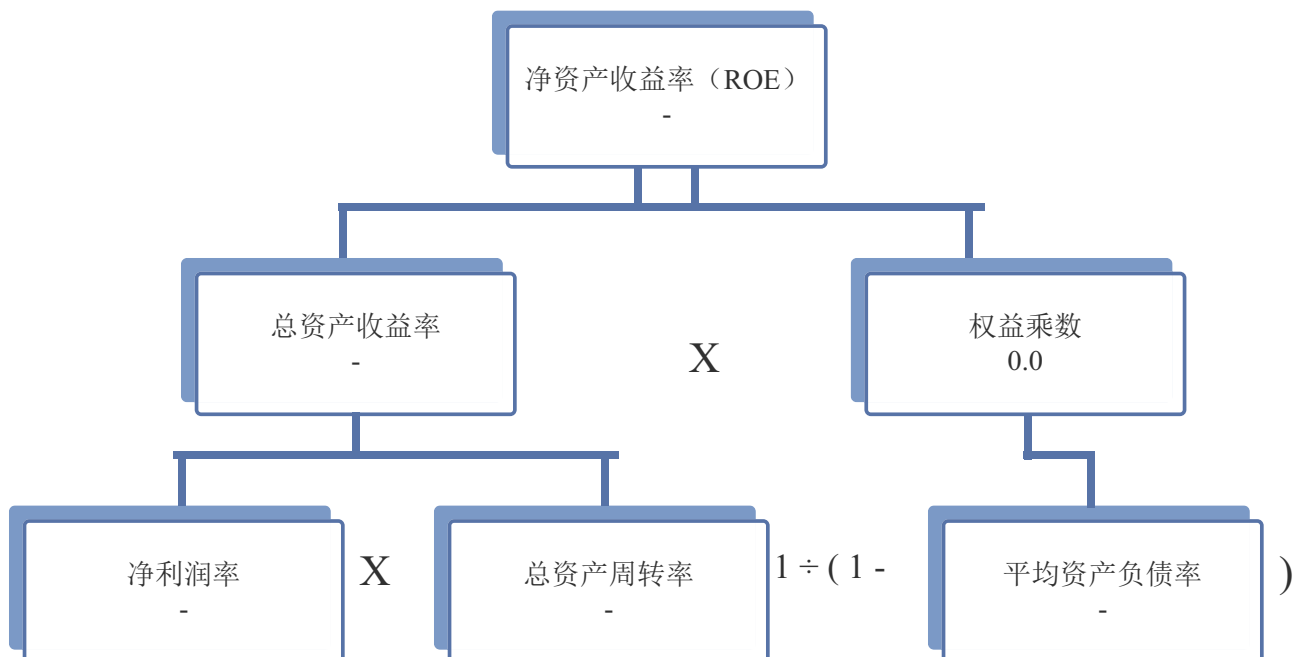 净资产收益率（ROE）
-
总资产收益率
-
X
权益乘数
0.0
净利润率
-
X
总资产周转率
-
1 ÷ ( 1 -
平均资产负债率
-
)